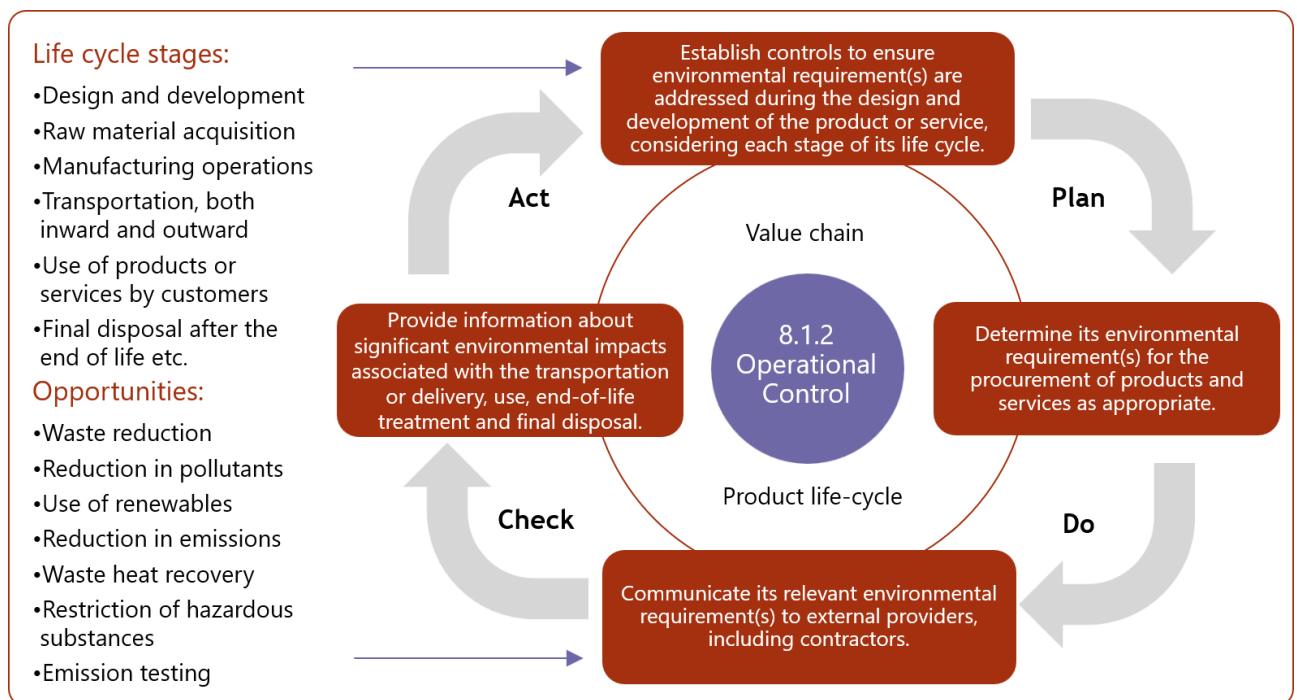 Life cycle stages:
•Design and development
•Raw material acquisition
•Manufacturing operations
•Transportation, both
inward and outward
•Use of products or
services by customers
•Final disposal after the
end of life etc.
Opportunities:
•Waste reduction
•Reduction in pollutants
•Use of renewables
•Reduction in emissions
•Waste heat recovery
•Restriction of hazardous
substances
•Emission testing
Establish controls to ensure
environmental requirement(s) are
addressed during the design and
development of the product or service,
considering each stage of its life cycle.
Act
Plan
Value chain
8.1.2
Operational
Control
Product life-cycle
Provide information about
significant environmental impacts
associated with the transportation
or delivery, use, end-of-life
treatment and final disposal.
Determine its environmental
requirement(s) for the
procurement of products and
services as appropriate.
Check
Do
Communicate its relevant environmental
requirement(s) to external providers,
including contractors.